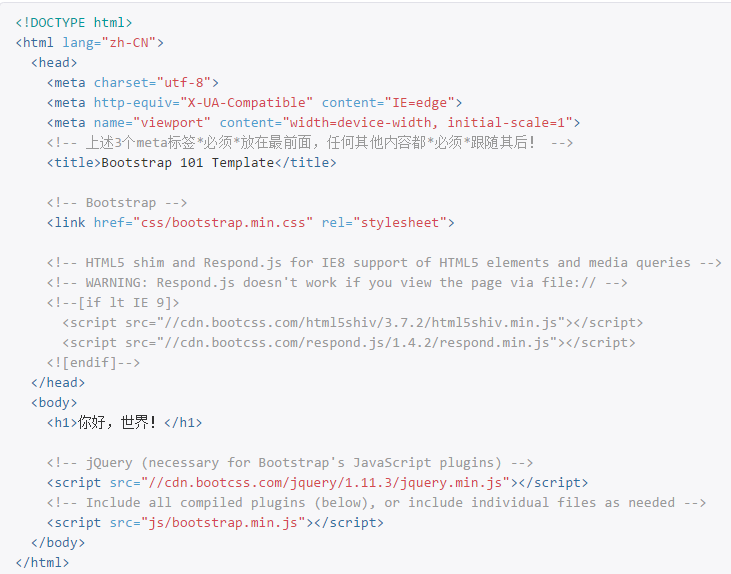 <!DOCTYPE html>
<html lang="zh-CN">
  <head>
    <meta charset="utf-8">
    <meta http-equiv="X-UA-Compatible" content="IE=edge">
    <meta name="viewport" content="width=device-width, initial-scale=1">
    <!-- 上述3个meta标签*必须*放在最前面，任何其他内容都*必须*跟随其后！ -->
    <title>Bootstrap 101 Template</title>

    <!-- Bootstrap -->
    <link href="css/bootstrap.min.css" rel="stylesheet">

    <!-- HTML5 shim and Respond.js for IE8 support of HTML5 elements and media queries -->
    <!-- WARNING: Respond.js doesn't work if you view the page via file:// -->
    <!--[if lt IE 9]>
      <script src="//cdn.bootcss.com/html5shiv/3.7.2/html5shiv.min.js"></script>
      <script src="//cdn.bootcss.com/respond.js/1.4.2/respond.min.js"></script>
    <![endif]-->
  </head>
  <body>
    <h1>你好，世界！</h1>

    <!-- jQuery (necessary for Bootstrap's JavaScript plugins) -->
    <script src="//cdn.bootcss.com/jquery/1.11.3/jquery.min.js"></script>
    <!-- Include all compiled plugins (below), or include individual files as needed -->
    <script src="js/bootstrap.min.js"></script>
  </body>
</html>